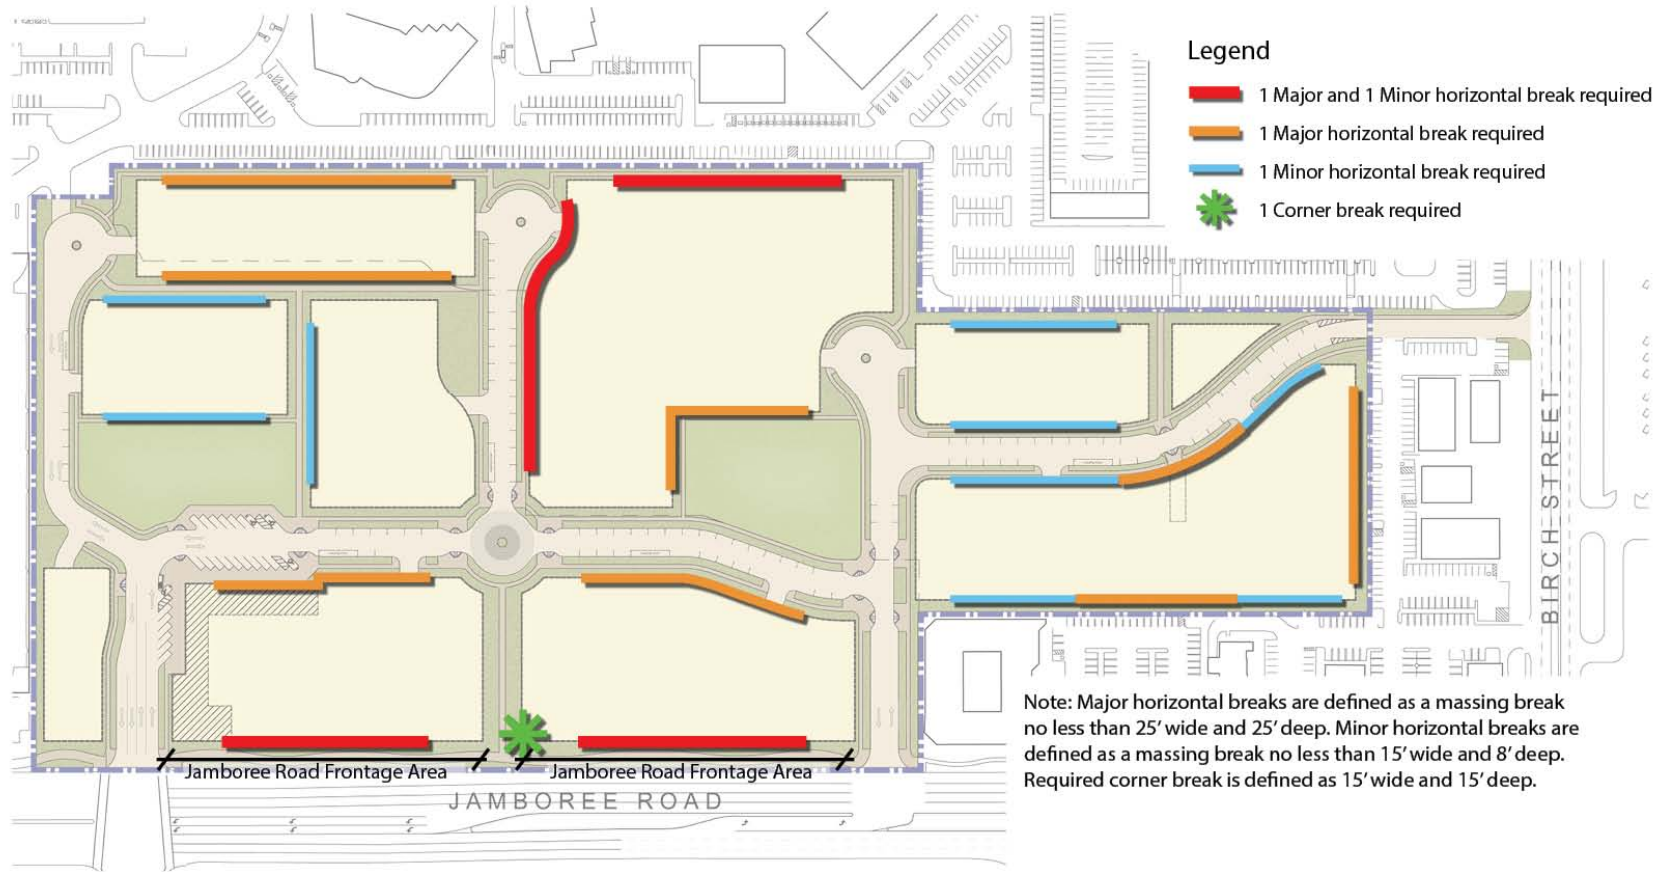 Legend
1 Major and 1 Minor horizontal break required
1 Major horizontal break required
1 Minor horizontal break required
1 Corner break required
BIRCH STREET
Note: Major horizontal breaks are defined as a massing break
no less than 25' wide and 25' deep. Minor horizontal breaks are
defined as a massing break no less than 15' wide and 8' deep.
Required corner break is defined as 15' wide and 15' deep.
Jamboree Road Frontage Area
Jamboree Road Frontage Area
JAMBOREE ROAD